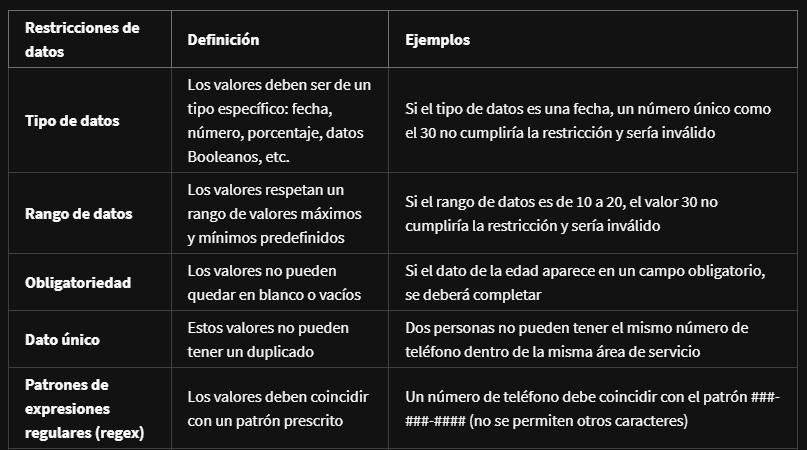 Restricciones de
datos
Definición
Ejemplos
Tipo de datos
Los valores deben ser de un
tipo específico: fecha,
número, porcentaje, datos
Booleanos, etc.
Si el tipo de datos es una fecha, un número único como
el 30 no cumpliría la restricción y sería inválido
Rango de datos
Los valores respetan un
rango de valores máximos
y mínimos predefinidos
Si el rango de datos es de 10 a 20, el valor 30 no
cumpliría la restricción y sería inválido
Obligatoriedad
Los valores no pueden
quedar en blanco o vacíos
Si el dato de la edad aparece en un campo obligatorio,
se deberá completar
Dato único
Estos valores no pueden
tener un duplicado
Dos personas no pueden tener el mismo número de
teléfono dentro de la misma área de servicio
Patrones de
expresiones
regulares (regex)
Los valores deben coincidir
con un patrón prescrito
Un número de teléfono debe coincidir con el patrón ###-
###-#### (no se permiten otros caracteres)